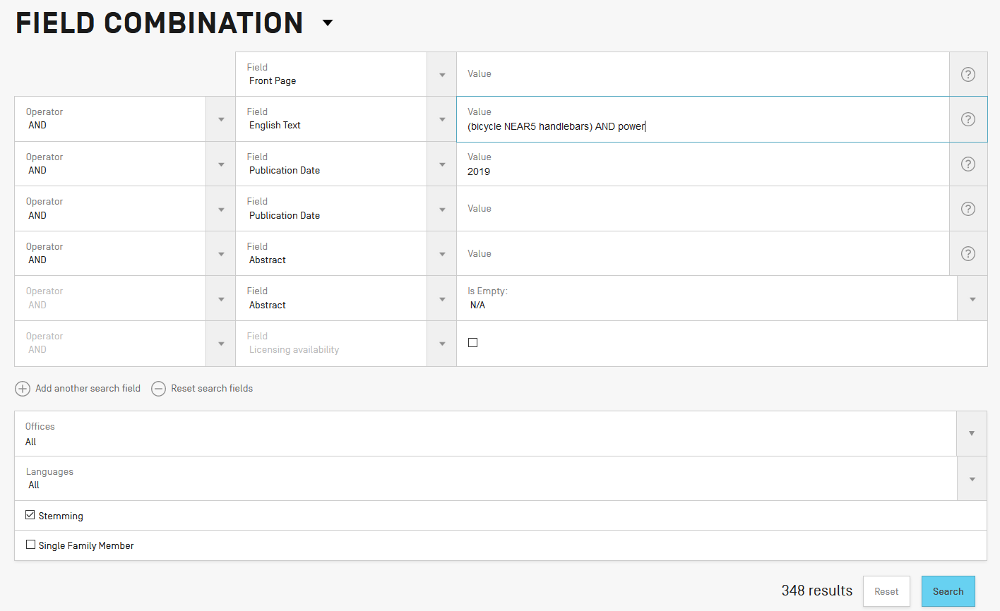 FIELD COMBINATION
Field
Front Page
Value
?
Operator
AND
Field
English Text
Value
(bicycle NEAR5 handlebars) AND power
?
Operator
AND
Field
Publication Date
Value
2019
?
Operator
AND
Field
Publication Date
Value
?
Operator
AND
Field
Abstract
Value
?
Operator
AND
Field
Abstract
Is Empty:
N/A
Operator
AND
Field
Licensing availability
Add another search field
Reset search fields
Offices
All
Languages
All
Stemming
Single Family Member
348 results
Reset
Search